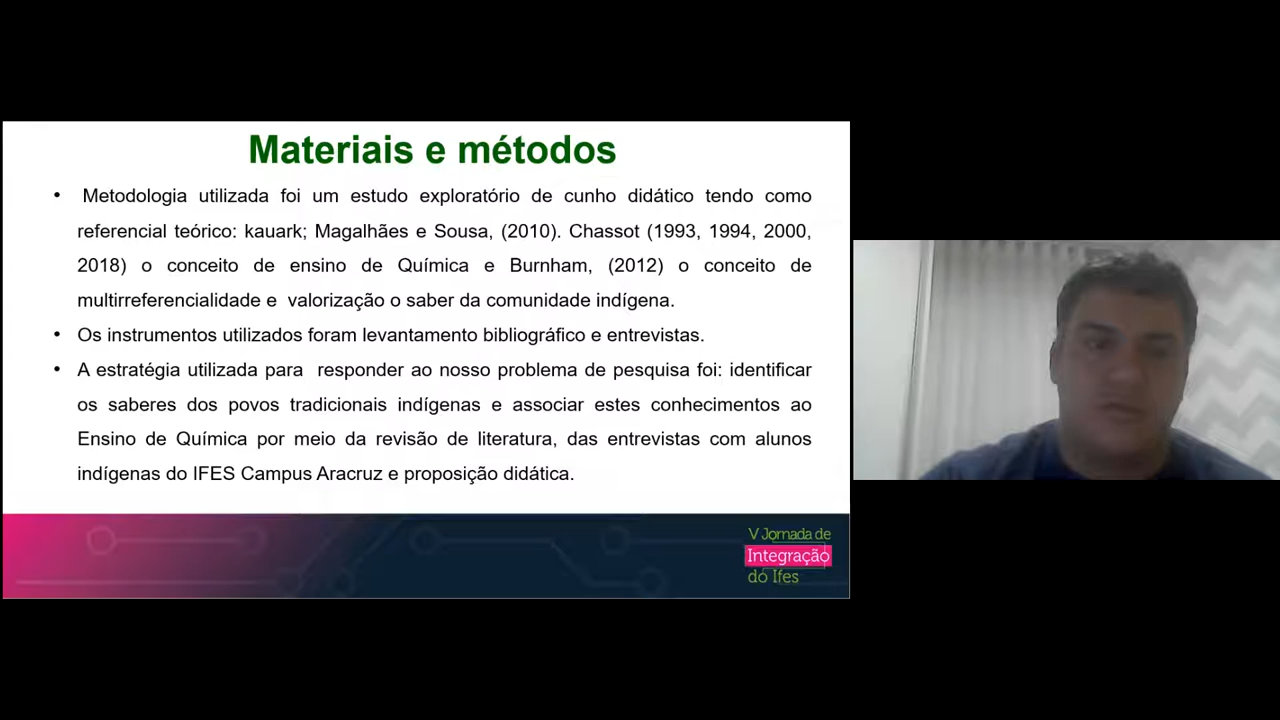 Materiais e métodos
• Metodologia utilizada foi um estudo exploratório de cunho didático tendo como
referencial teórico: kauark; Magalhães e Sousa, (2010). Chassot (1993, 1994, 2000,
2018) o conceito de ensino de Química e Burnham, (2012) o conceito de
multirreferencialidade e valorização o saber da comunidade indígena.
• Os instrumentos utilizados foram levantamento bibliográfico e entrevistas.
• A estratégia utilizada para responder ao nosso problema de pesquisa foi: identificar
os saberes dos povos tradicionais indígenas e associar estes conhecimentos ao
Ensino de Química por meio da revisão de literatura, das entrevistas com alunos
indígenas do IFES Campus Aracruz e proposição didática.
V Jornada de
Integração
do Ifes